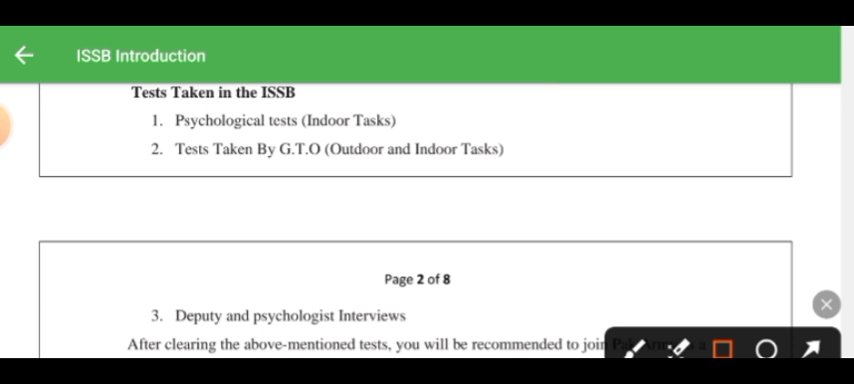 ISSB Introduction
Tests Taken in the ISSB
1. Psychological tests (Indoor Tasks)
2. Tests Taken By G.T.O (Outdoor and Indoor Tasks)
Page 2 of 8
3. Deputy and psychologist Interviews
After clearing the above-mentioned tests, you will be recommended to join